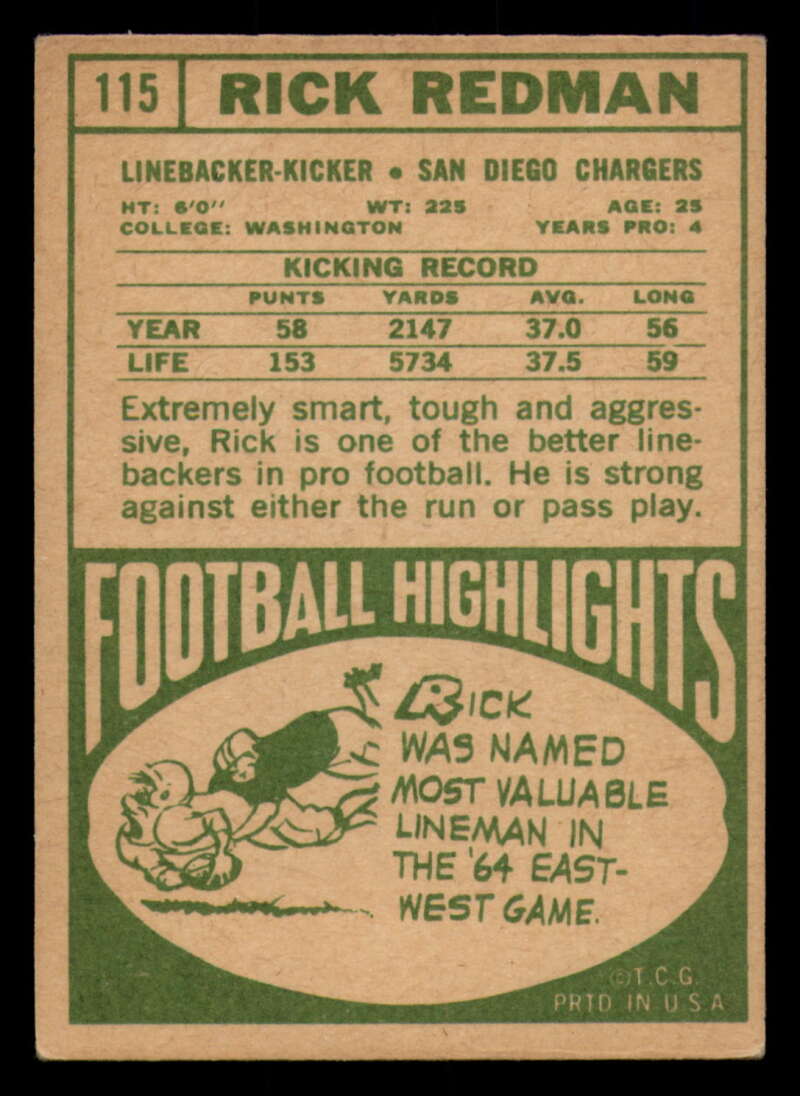 115 RICK REDMAN
LINEBACKER-KICKER • SAN DIEGO CHARGERS
HT: 6'0" WT: 225 AGE: 25
COLLEGE: WASHINGTON YEARS PRO: 4
KICKING RECORD
PUNTS YARDS AVG. LONG
YEAR 58 2147 37.0 56
LIFE 153 5734 37.5 59
Extremely smart, tough and aggres-
sive, Rick is one of the better line-
backers in pro football. He is strong
against either the run or pass play.
FOOTBALL HIGHLIGHTS
RICK
WAS NAMED
MOST VALUABLE
LINEMAN IN
THE '64 EAST-
WEST GAME.
©T.C.G.
PRTD IN U.S.A